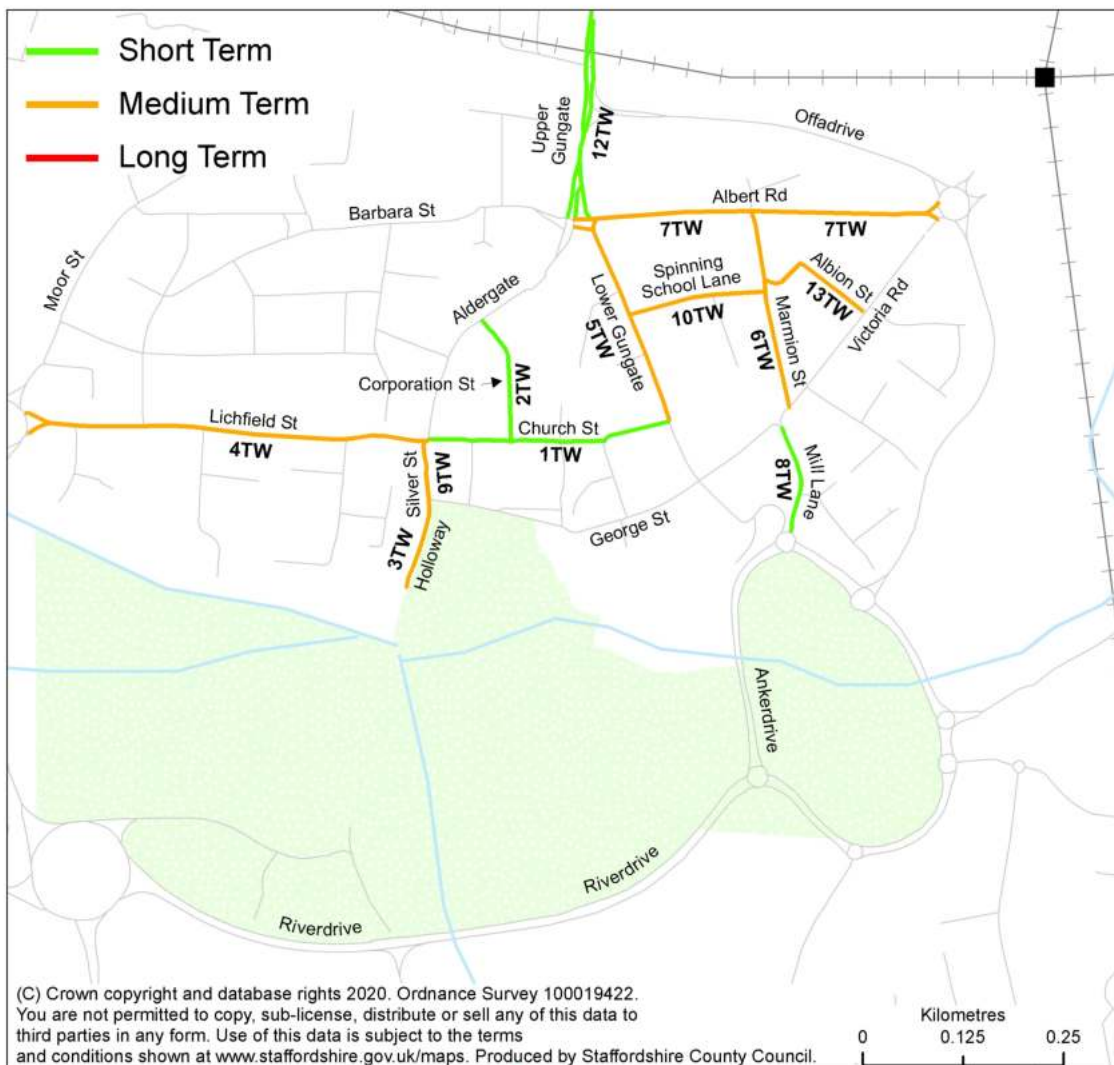 Short Term
Medium Term
Long Term
Upper
Gungate
12TW
Offadrive
Albert Rd
Barbara St
7TW
7TW
Moor St
Spinning
School Lane
Albion St
13TW
Aldergate
Lower Gungate
5TW
10TW
Marmion St
6TW
Victoria Rd
Corporation St
2TW
Lichfield St
4TW
Church St
1TW
Silver St
9TW
Mill Lane
8TW
George St
3TW
Holloway
Ankerdrive
Riverdrive
Riverdrive
(C) Crown copyright and database rights 2020. Ordnance Survey 100019422.
You are not permitted to copy, sub-license, distribute or sell any of this data to
third parties in any form. Use of this data is subject to the terms
and conditions shown at www.staffordshire.gov.uk/maps. Produced by Staffordshire County Council.
Kilometres
0 0.125 0.25